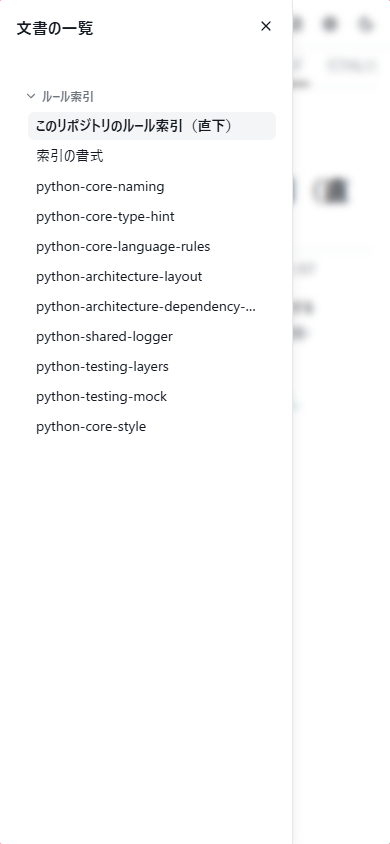 文書の一覧
ルール索引
このリポジトリのルール索引（直下）
索引の書式
python-core-naming
python-core-type-hint
python-core-language-rules
python-architecture-layout
python-architecture-dependency-...
python-shared-logger
python-testing-layers
python-testing-mock
python-core-style